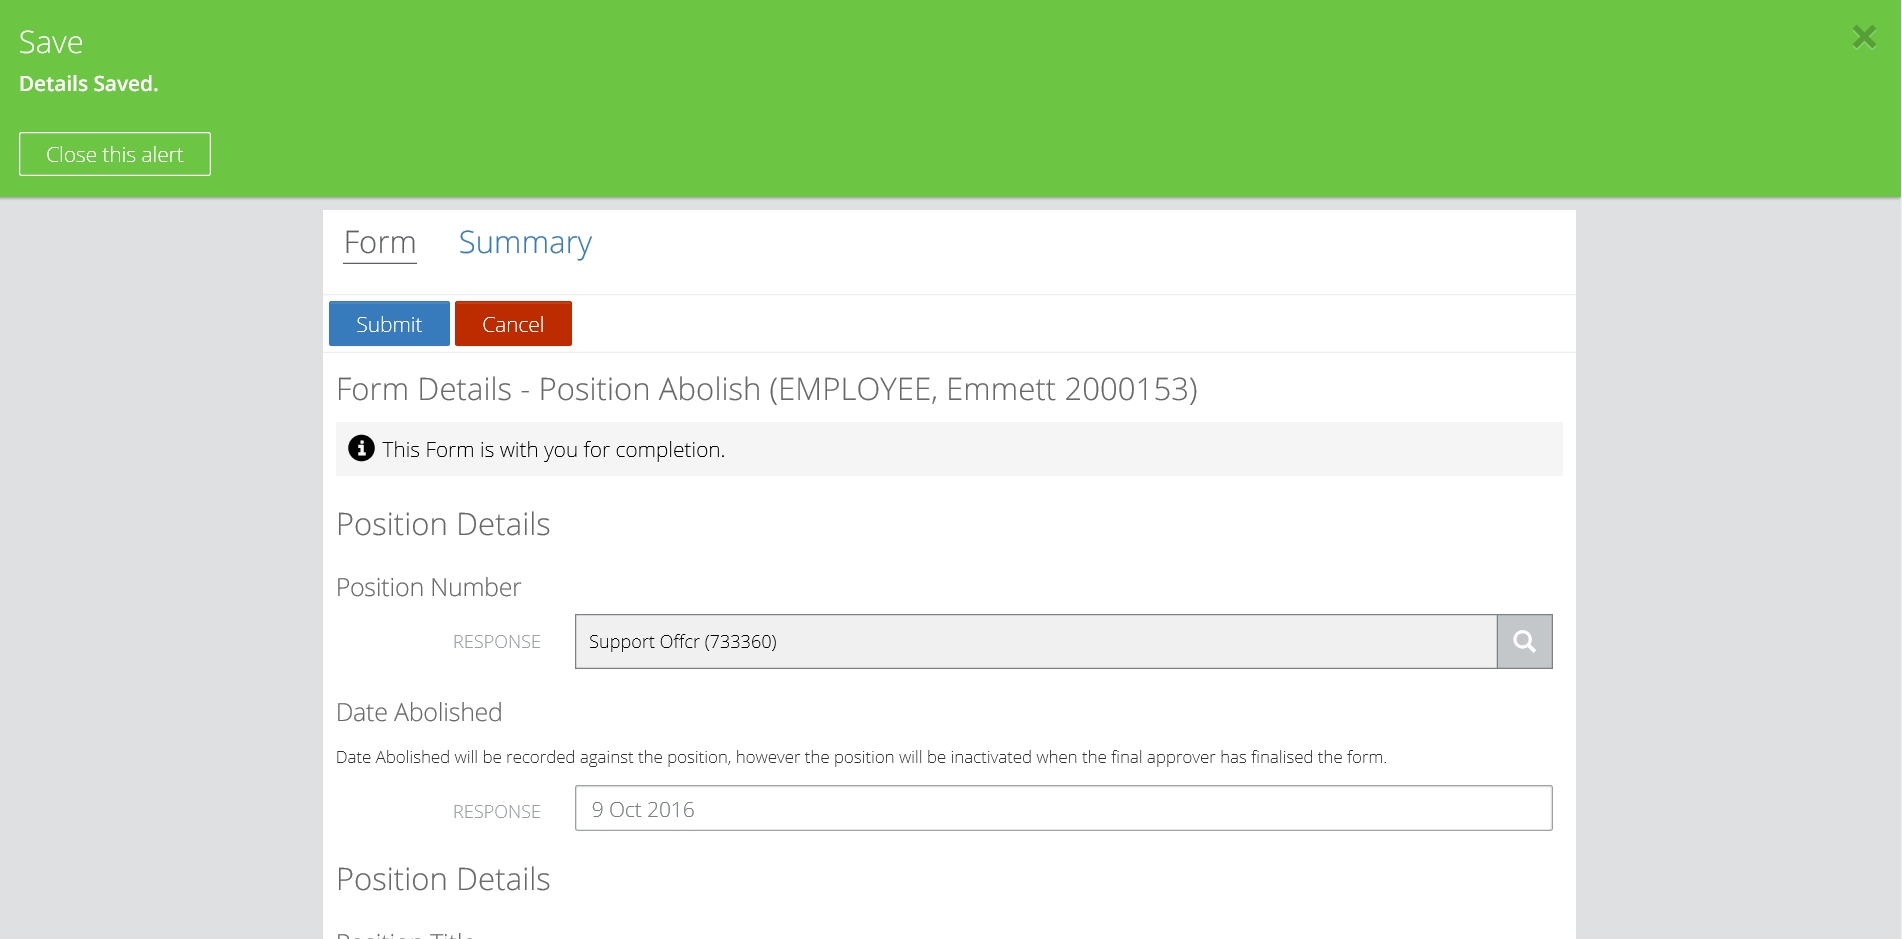 Save
Details Saved.
Close this alert
Form Summary
Submit Cancel
Form Details - Position Abolish (EMPLOYEE, Emmett 2000153)
This Form is with you for completion.
Position Details
Position Number
RESPONSE Support Offcr (733360)
Date Abolished
Date Abolished will be recorded against the position, however the position will be inactivated when the final approver has finalised the form.
RESPONSE 9 Oct 2016
Position Details
Position Title